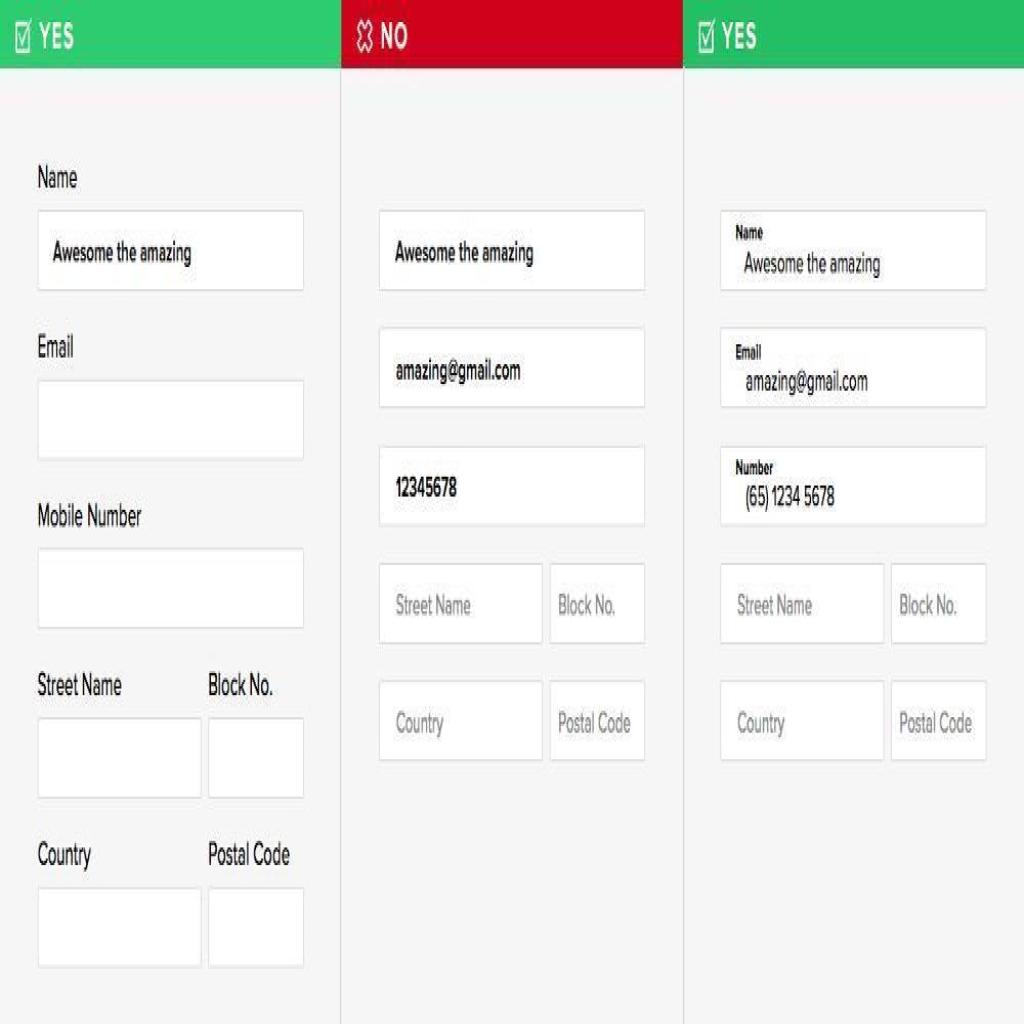 YES
Name
Awesome the amazing
Email
Mobile Number
Street Name Block No.
Country Postal Code
NO
Awesome the amazing
amazing@gmail.com
12345678
Street Name Block No.
Country Postal Code
YES
Name
Awesome the amazing
Email
amazing@gmail.com
Number
(65) 1234 5678
Street Name Block No.
Country Postal Code